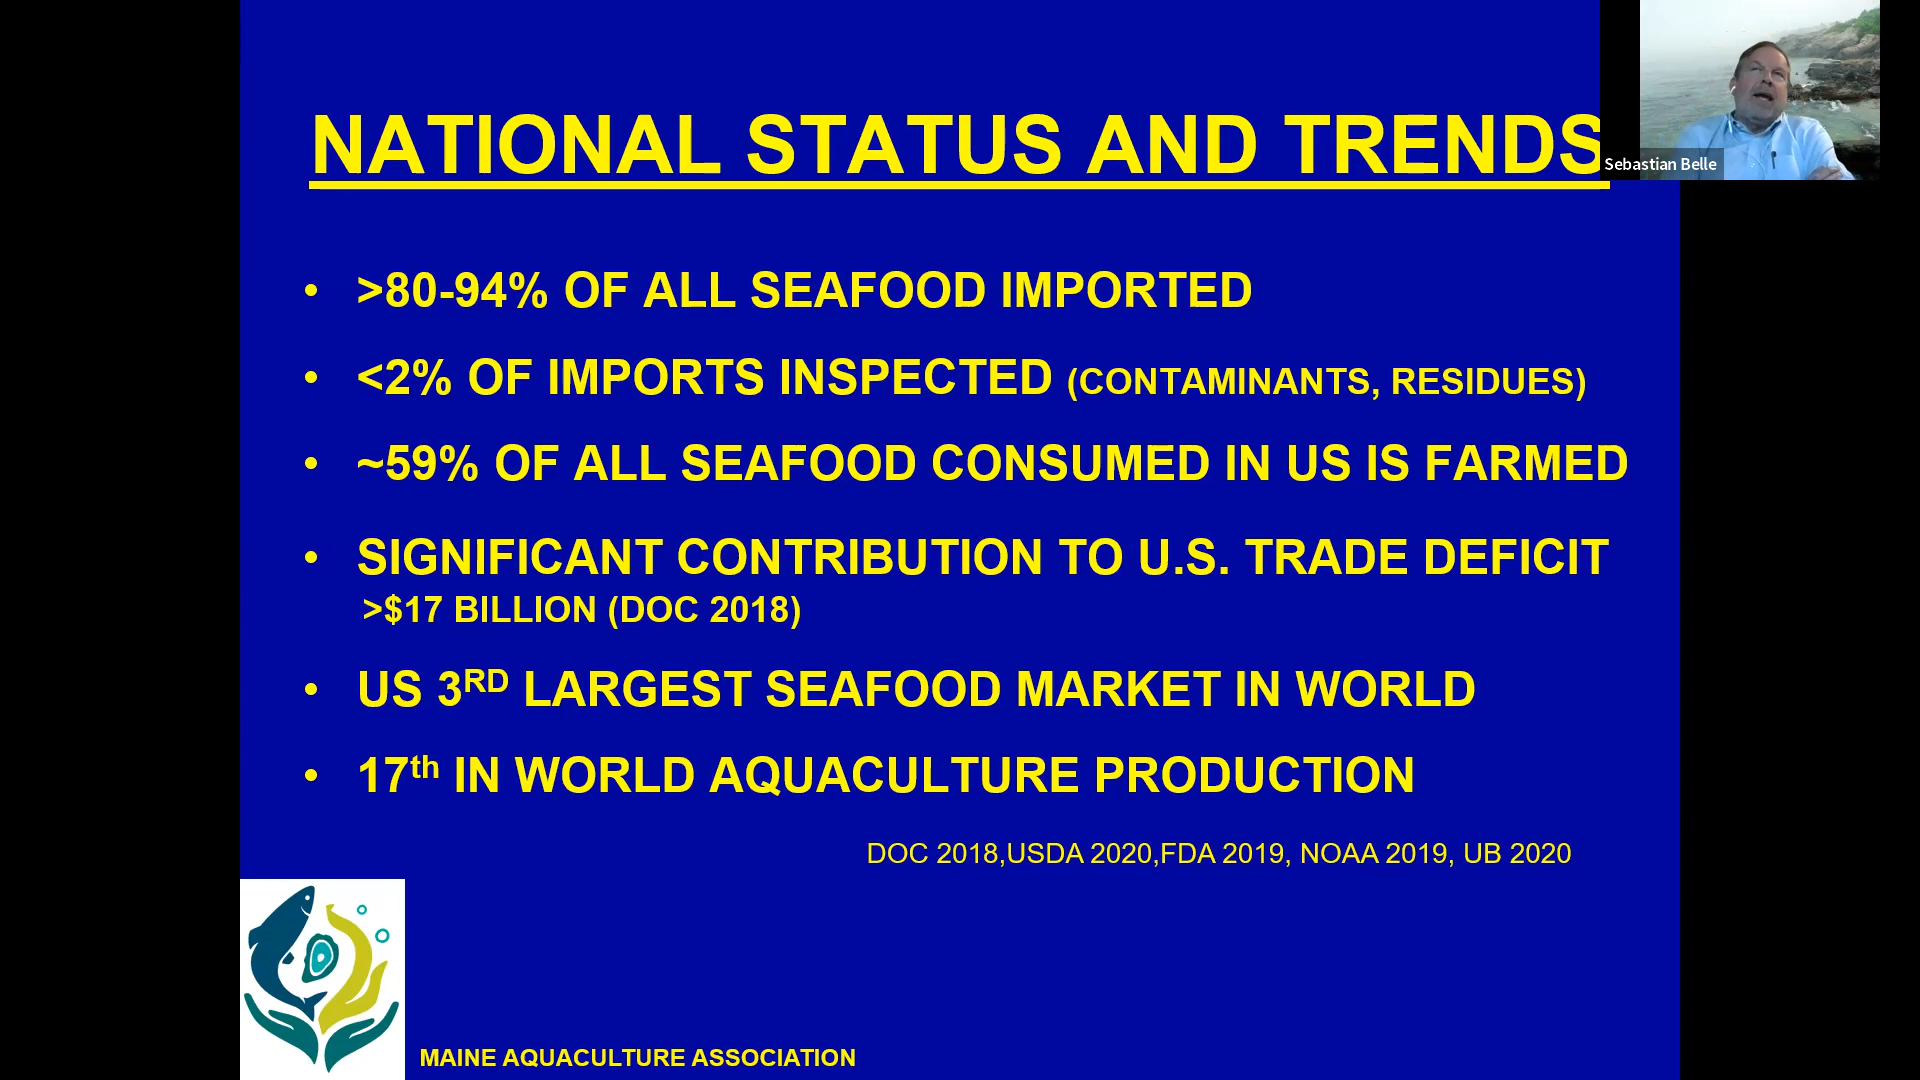 NATIONAL STATUS AND TRENDS
Sebastian Belle
• >80-94% OF ALL SEAFOOD IMPORTED
• <2% OF IMPORTS INSPECTED (CONTAMINANTS, RESIDUES)
• ~59% OF ALL SEAFOOD CONSUMED IN US IS FARMED
• SIGNIFICANT CONTRIBUTION TO U.S. TRADE DEFICIT
>$17 BILLION (DOC 2018)
• US 3RD LARGEST SEAFOOD MARKET IN WORLD
• 17th IN WORLD AQUACULTURE PRODUCTION
DOC 2018,USDA 2020,FDA 2019, NOAA 2019, UB 2020
MAINE AQUACULTURE ASSOCIATION